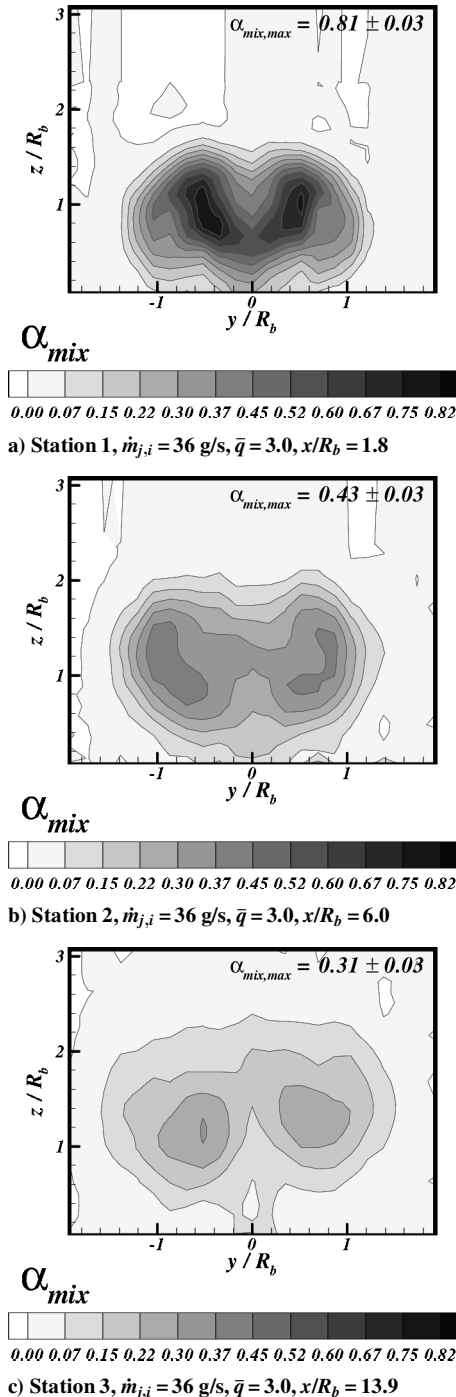 3
α_mix,max = 0.81 ± 0.03
2
z / R_b
1
-1 0 1
y / R_b
α_mix
0.00 0.07 0.15 0.22 0.30 0.37 0.45 0.52 0.60 0.67 0.75 0.82
a) Station 1, ṁ_j,i = 36 g/s, q̄ = 3.0, x/R_b = 1.8
3
α_mix,max = 0.43 ± 0.03
2
z / R_b
1
-1 0 1
y / R_b
α_mix
0.00 0.07 0.15 0.22 0.30 0.37 0.45 0.52 0.60 0.67 0.75 0.82
b) Station 2, ṁ_j,i = 36 g/s, q̄ = 3.0, x/R_b = 6.0
3
α_mix,max = 0.31 ± 0.03
2
z / R_b
1
-1 0 1
y / R_b
α_mix
0.00 0.07 0.15 0.22 0.30 0.37 0.45 0.52 0.60 0.67 0.75 0.82
c) Station 3, ṁ_j,i = 36 g/s, q̄ = 3.0, x/R_b = 13.9